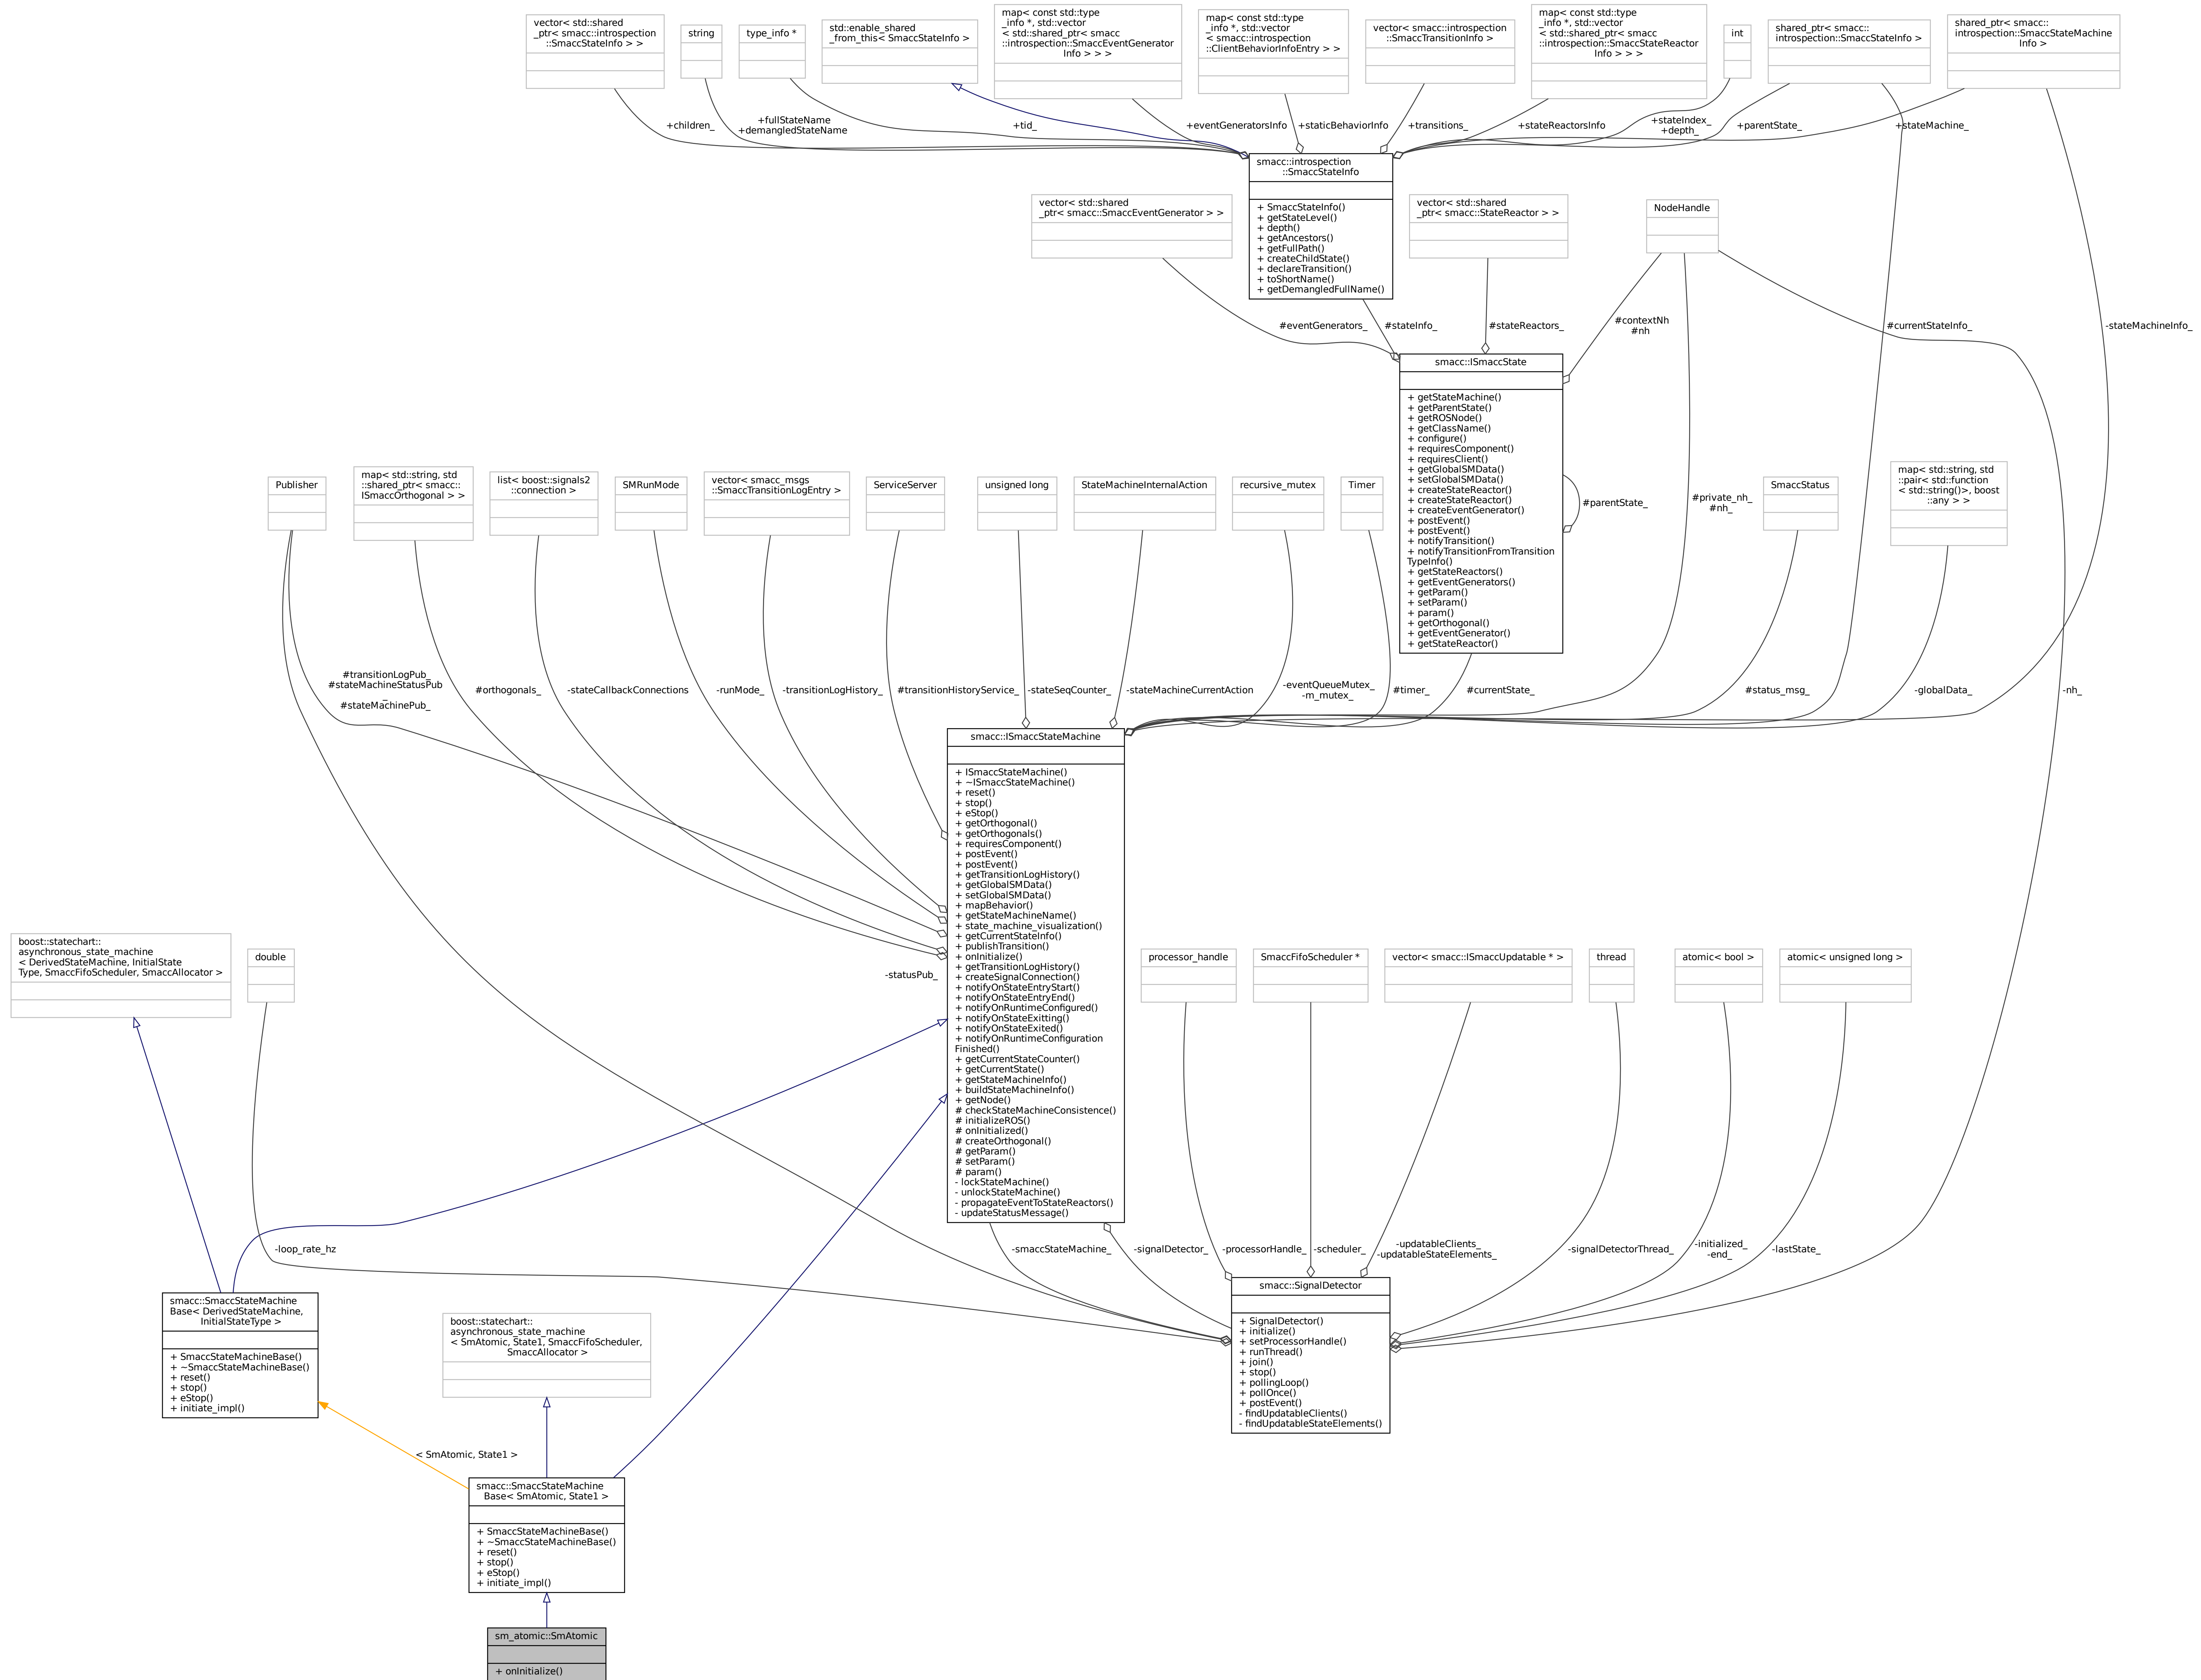 vector< std::shared
_ptr< smacc::introspection
::SmaccStateInfo > >
string
type_info *
std::enable_shared
_from_this< SmaccStateInfo >
map< const std::type
_info *, std::vector
< std::shared_ptr< smacc
::introspection::SmaccEventGenerator
Info > > >
map< const std::type
_info *, std::vector
< smacc::introspection
::ClientBehaviorInfoEntry > >
vector< smacc::introspection
::SmaccTransitionInfo >
map< const std::type
_info *, std::vector
< std::shared_ptr< smacc
::introspection::SmaccStateReactor
Info > > >
int
shared_ptr< smacc::
introspection::SmaccStateInfo >
shared_ptr< smacc::
introspection::SmaccStateMachine
Info >
+children_
+fullStateName
+demangledStateName
+tid_
+eventGeneratorsInfo
+staticBehaviorInfo
+transitions_
+stateReactorsInfo
+stateIndex_
+depth_
+parentState_
+stateMachine_
smacc::introspection
::SmaccStateInfo
+ SmaccStateInfo()
+ getStateLevel()
+ depth()
+ getAncestors()
+ getFullPath()
+ createChildState()
+ declareTransition()
+ toShortName()
+ getDemangledFullName()
vector< std::shared
_ptr< smacc::SmaccEventGenerator > >
vector< std::shared
_ptr< smacc::StateReactor > >
NodeHandle
#eventGenerators_
#stateInfo_
#stateReactors_
#contextNh
#nh
#currentStateInfo_
-stateMachineInfo_
smacc::ISmaccState
+ getStateMachine()
+ getParentState()
+ getROSNode()
+ getClassName()
+ configure()
+ requiresComponent()
+ requiresClient()
+ getGlobalSMData()
+ setGlobalSMData()
+ createStateReactor()
+ createStateReactor()
+ createEventGenerator()
+ postEvent()
+ postEvent()
+ notifyTransition()
+ notifyTransitionFromTransition
TypeInfo()
+ getStateReactors()
+ getEventGenerators()
+ getParam()
+ setParam()
+ param()
+ getOrthogonal()
+ getEventGenerator()
+ getStateReactor()
#parentState_
#private_nh_
#nh_
Publisher
map< std::string, std
::shared_ptr< smacc::
ISmaccOrthogonal > >
list< boost::signals2
::connection >
SMRunMode
vector< smacc_msgs
::SmaccTransitionLogEntry >
ServiceServer
unsigned long
StateMachineInternalAction
recursive_mutex
Timer
SmaccStatus
map< std::string, std
::pair< std::function
< std::string()>, boost
::any > >
#transitionLogPub_
#stateMachineStatusPub
_
#stateMachinePub_
#orthogonals_
-stateCallbackConnections
-runMode_
-transitionLogHistory_
#transitionHistoryService_
-stateSeqCounter_
-stateMachineCurrentAction
-eventQueueMutex_
-m_mutex_
#timer_
#currentState_
#status_msg_
-globalData_
-nh_
smacc::ISmaccStateMachine
+ ISmaccStateMachine()
+ ~ISmaccStateMachine()
+ reset()
+ stop()
+ eStop()
+ getOrthogonal()
+ getOrthogonals()
+ requiresComponent()
+ postEvent()
+ postEvent()
+ getTransitionLogHistory()
+ getGlobalSMData()
+ setGlobalSMData()
+ mapBehavior()
+ getStateMachineName()
+ state_machine_visualization()
+ getCurrentStateInfo()
+ publishTransition()
+ onInitialize()
+ getTransitionLogHistory()
+ createSignalConnection()
+ notifyOnStateEntryStart()
+ notifyOnStateEntryEnd()
+ notifyOnRuntimeConfigured()
+ notifyOnStateExitting()
+ notifyOnStateExited()
+ notifyOnRuntimeConfiguration
Finished()
+ getCurrentStateCounter()
+ getCurrentState()
+ getStateMachineInfo()
+ buildStateMachineInfo()
+ getNode()
# checkStateMachineConsistence()
# initializeROS()
# onInitialized()
# createOrthogonal()
# getParam()
# setParam()
# param()
- lockStateMachine()
- unlockStateMachine()
- propagateEventToStateReactors()
- updateStatusMessage()
boost::statechart::
asynchronous_state_machine
< DerivedStateMachine, InitialState
Type, SmaccFifoScheduler, SmaccAllocator >
double
-statusPub_
processor_handle
SmaccFifoScheduler *
vector< smacc::ISmaccUpdatable * >
thread
atomic< bool >
atomic< unsigned long >
-loop_rate_hz
-smaccStateMachine_
-signalDetector_
-processorHandle_
-scheduler_
-updatableClients_
-updatableStateElements_
-signalDetectorThread_
-initialized_
-end_
-lastState_
smacc::SmaccStateMachine
Base< DerivedStateMachine,
InitialStateType >
+ SmaccStateMachineBase()
+ ~SmaccStateMachineBase()
+ reset()
+ stop()
+ eStop()
+ initiate_impl()
boost::statechart::
asynchronous_state_machine
< SmAtomic, State1, SmaccFifoScheduler,
SmaccAllocator >
smacc::SignalDetector
+ SignalDetector()
+ initialize()
+ setProcessorHandle()
+ runThread()
+ join()
+ stop()
+ pollingLoop()
+ pollOnce()
+ postEvent()
- findUpdatableClients()
- findUpdatableStateElements()
< SmAtomic, State1 >
smacc::SmaccStateMachine
Base< SmAtomic, State1 >
+ SmaccStateMachineBase()
+ ~SmaccStateMachineBase()
+ reset()
+ stop()
+ eStop()
+ initiate_impl()
sm_atomic::SmAtomic
+ onInitialize()